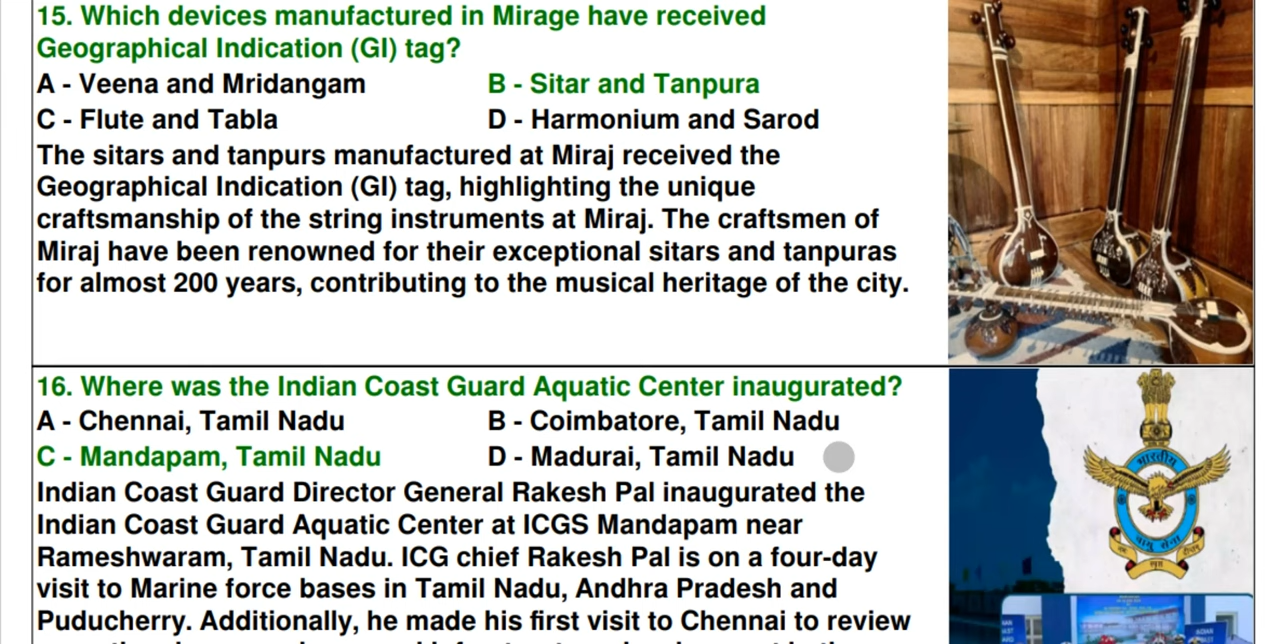 15. Which devices manufactured in Mirage have received
Geographical Indication (GI) tag?
A - Veena and Mridangam
B - Sitar and Tanpura
C - Flute and Tabla
D - Harmonium and Sarod
The sitars and tanpurs manufactured at Miraj received the
Geographical Indication (GI) tag, highlighting the unique
craftsmanship of the string instruments at Miraj. The craftsmen of
Miraj have been renowned for their exceptional sitars and tanpuras
for almost 200 years, contributing to the musical heritage of the city.
16. Where was the Indian Coast Guard Aquatic Center inaugurated?
A - Chennai, Tamil Nadu
B - Coimbatore, Tamil Nadu
C - Mandapam, Tamil Nadu
D - Madurai, Tamil Nadu
Indian Coast Guard Director General Rakesh Pal inaugurated the
Indian Coast Guard Aquatic Center at ICGS Mandapam near
Rameshwaram, Tamil Nadu. ICG chief Rakesh Pal is on a four-day
visit to Marine force bases in Tamil Nadu, Andhra Pradesh and
Puducherry. Additionally, he made his first visit to Chennai to review
भारतीय
वायु सेना